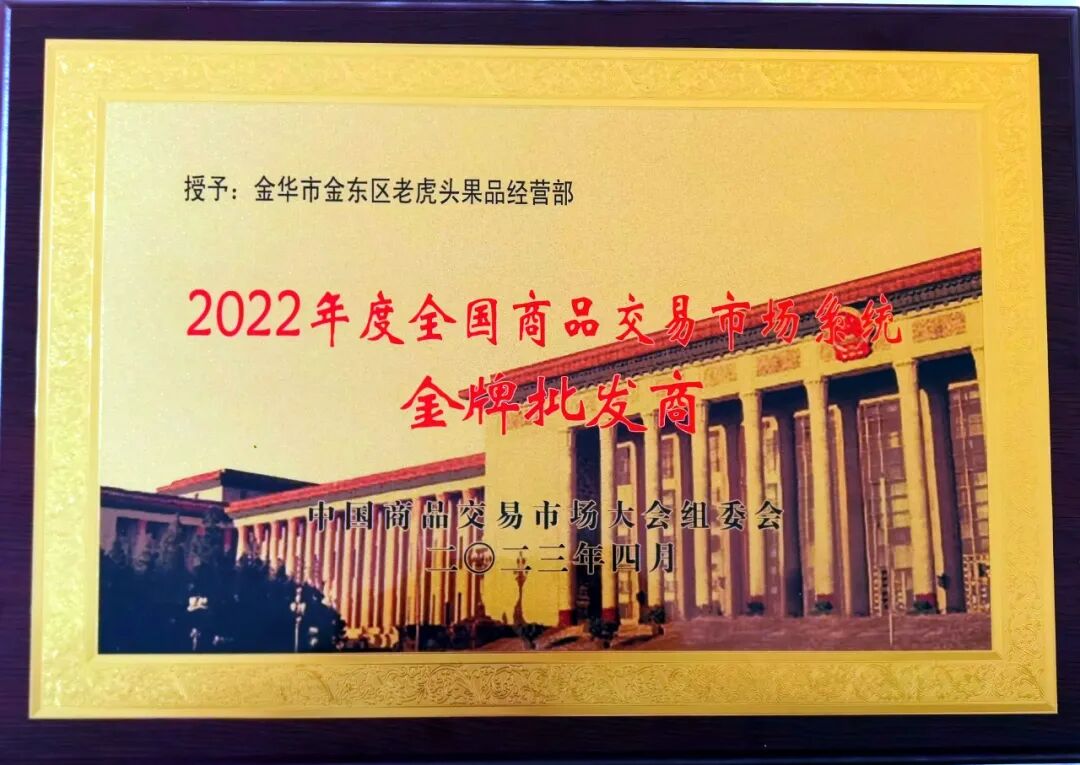 授予：金华市金东区老虎头果品经营部
2022年度全国商品交易市场系统
金牌批发商
中国商品交易市场大会组委会
二〇二三年四月